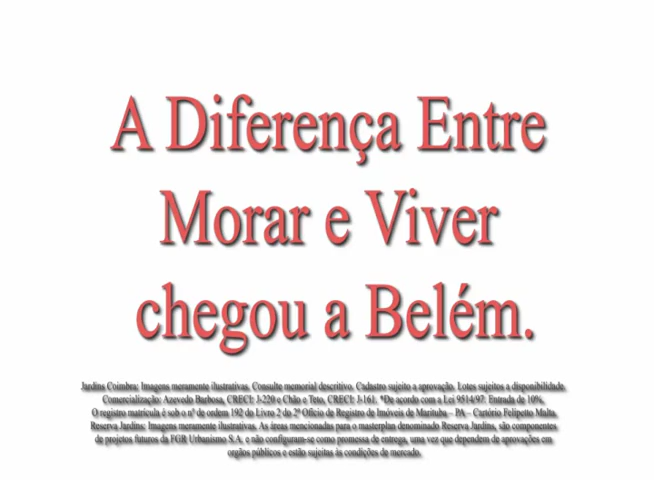 A Diferença Entre
Morar e Viver
chegou a Belém.
Jardins Coimbra: Imagens meramente ilustrativas. Consulte memorial descritivo. Cadastro sujeito a aprovação. Lotes sujeitos a disponibilidade.
Comercialização: Azevedo Barbosa, CRECI: J-220 e Chão e Teto, CRECI: J-161. *De acordo com a Lei 9514/97: Entrada de 10%.
O registro matrícula é sob o nº de ordem 192 do Livro 2 do 2º Ofício de Registro de Imóveis de Marituba – PA – Cartório Felipetto Malta.
Reserva Jardins: Imagens meramente ilustrativas. As áreas mencionadas para o masterplan denominado Reserva Jardins, são componentes
de projetos futuros da FGR Urbanismo S.A. e não configuram-se como promessa de entrega, uma vez que dependem de aprovações em
orgãos públicos e estão sujeitas às condições de mercado.